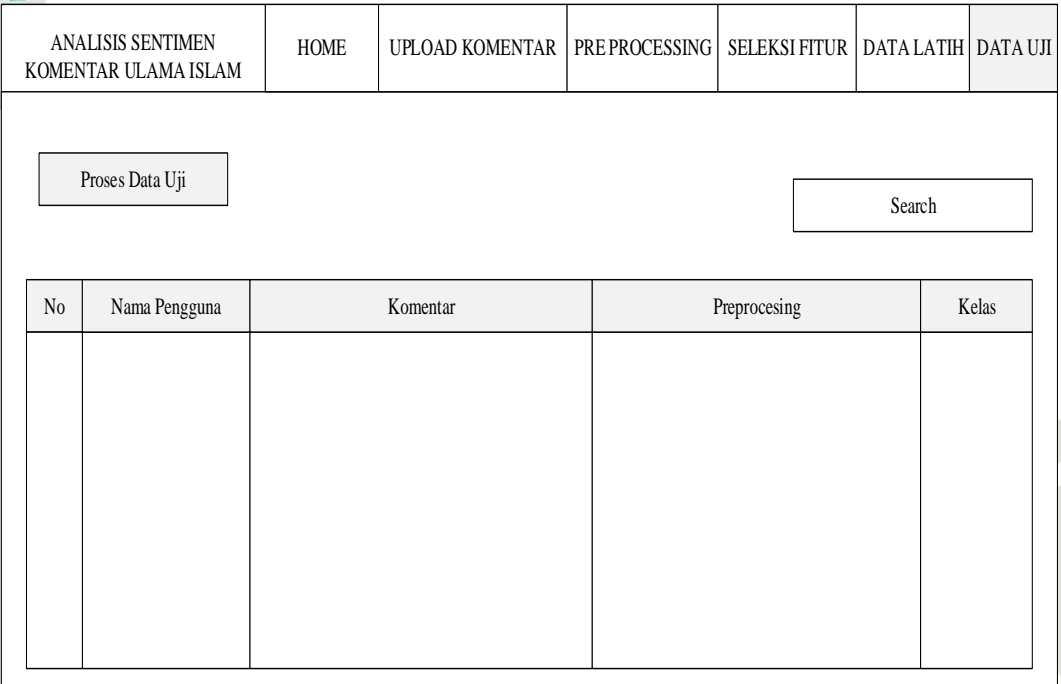 ANALISIS SENTIMEN
KOMENTAR ULAMA ISLAM
HOME
UPLOAD KOMENTAR
PRE PROCESSING
SELEKSI FITUR
DATA LATIH
DATA UJI
Proses Data Uji
Search
No
Nama Pengguna
Komentar
Preprocesing
Kelas